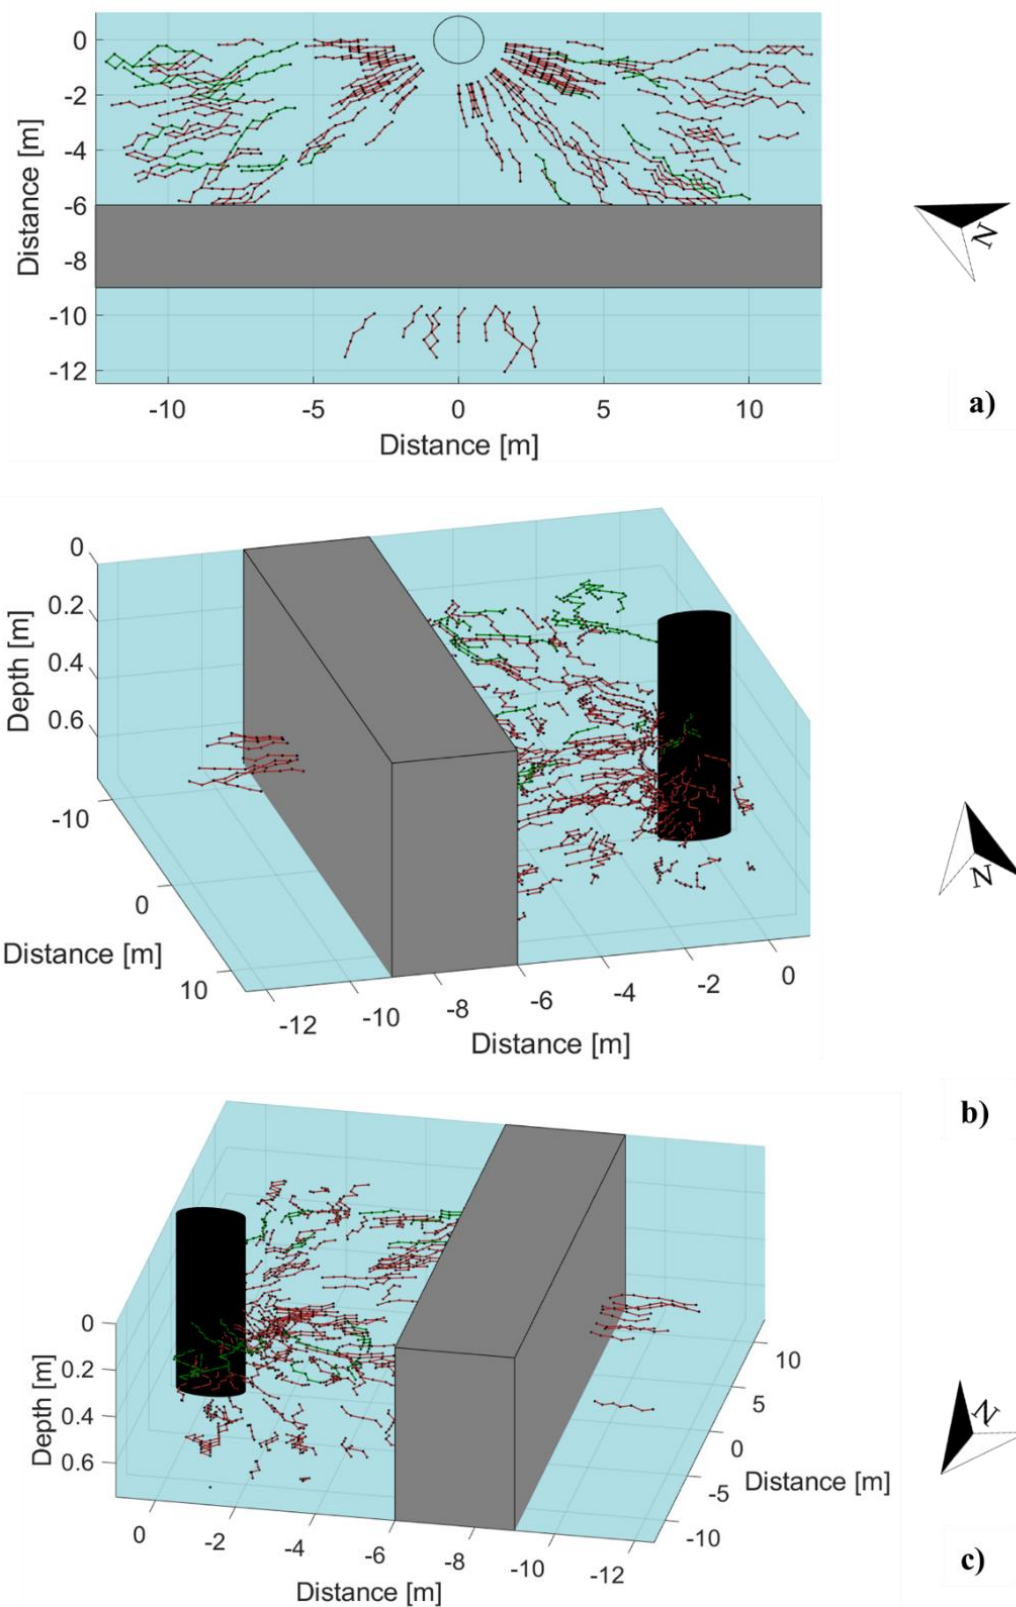 0
-2
-4
-6
-8
-10
-12
Distance [m]
-10 -5 0 5 10
Distance [m]
N
a)
0
0.2
0.4
0.6
Depth [m]
-10
0
10
Distance [m]
-12 -10 -8 -6 -4 -2 0
Distance [m]
N
b)
0
0.2
0.4
0.6
Depth [m]
0 -2 -4 -6 -8 -10 -12
Distance [m]
10
5
0
-5
-10
Distance [m]
N
c)